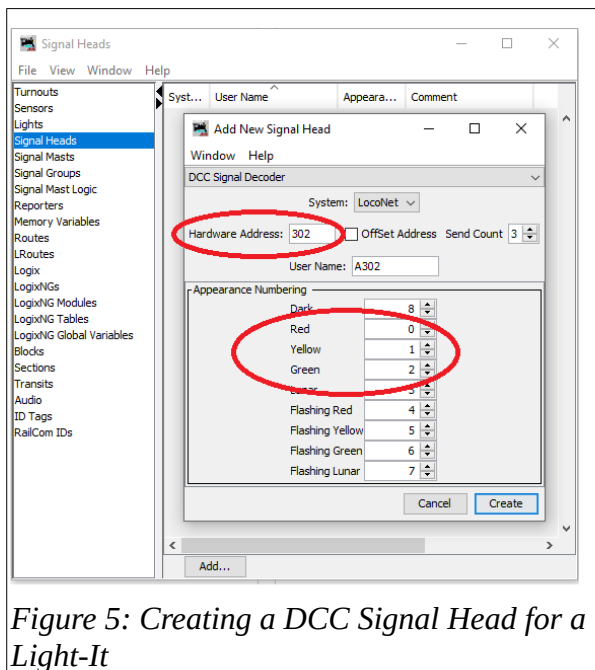 Signal Heads
File View Window Help
Turnouts
Sensors
Lights
Signal Heads
Signal Masts
Signal Groups
Signal Mast Logic
Reporters
Memory Variables
Routes
LRoutes
Logix
LogixNGs
LogixNG Modules
LogixNG Tables
LogixNG Global Variables
Blocks
Sections
Transits
Audio
ID Tags
RailCom IDs
Syst... User Name Appeara... Comment
Add New Signal Head
Window Help
DCC Signal Decoder
System: LocoNet
Hardware Address: 302 OffSet Address Send Count 3
User Name: A302
Appearance Numbering
Dark 8
Red 0
Yellow 1
Green 2
Lunar 3
Flashing Red 4
Flashing Yellow 5
Flashing Green 6
Flashing Lunar 7
Cancel Create
Add...
Figure 5: Creating a DCC Signal Head for a
Light-It